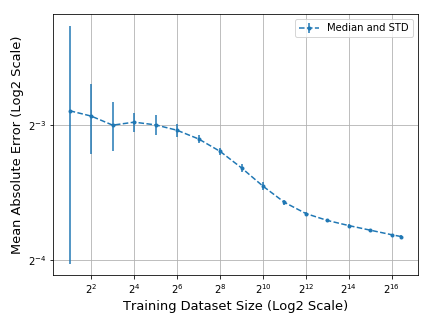 Median and STD
Mean Absolute Error (Log2 Scale)
2^−3
2^−4
2^2 2^4 2^6 2^8 2^10 2^12 2^14 2^16
Training Dataset Size (Log2 Scale)